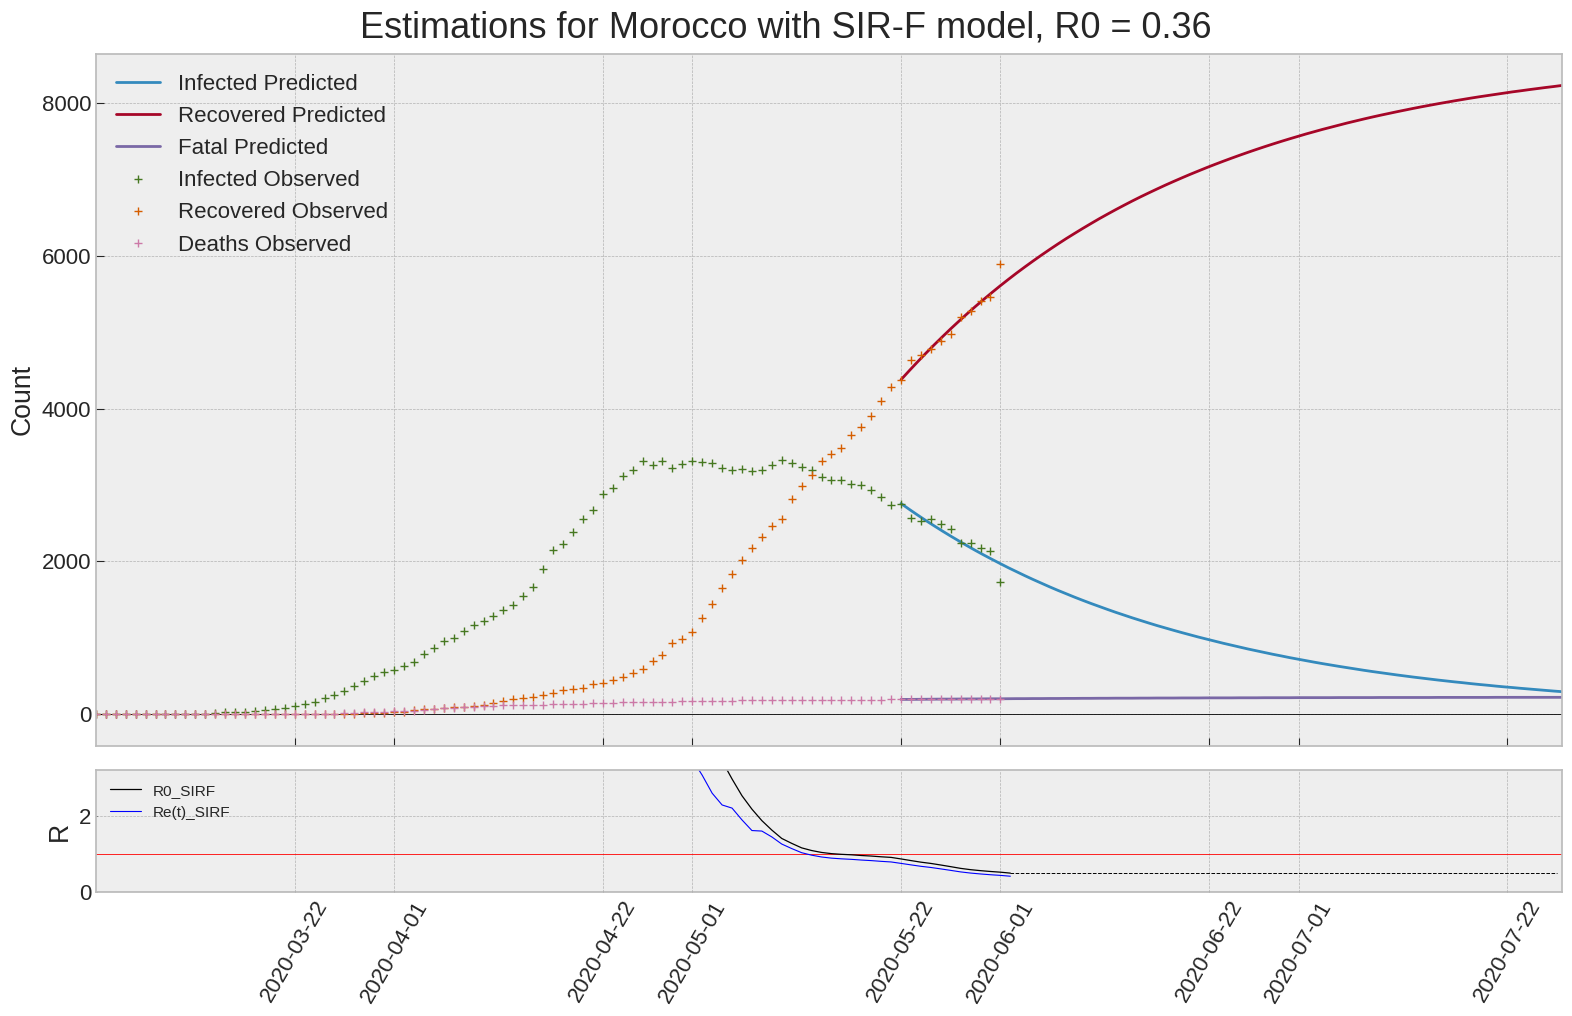 Estimations for Morocco with SIR-F model, R0 = 0.36
Infected Predicted
Recovered Predicted
Fatal Predicted
Infected Observed
Recovered Observed
Deaths Observed
8000
6000
4000
2000
0
Count
R0_SIRF
Re(t)_SIRF
2
0
R
2020-03-22
2020-04-01
2020-04-22
2020-05-01
2020-05-22
2020-06-01
2020-06-22
2020-07-01
2020-07-22